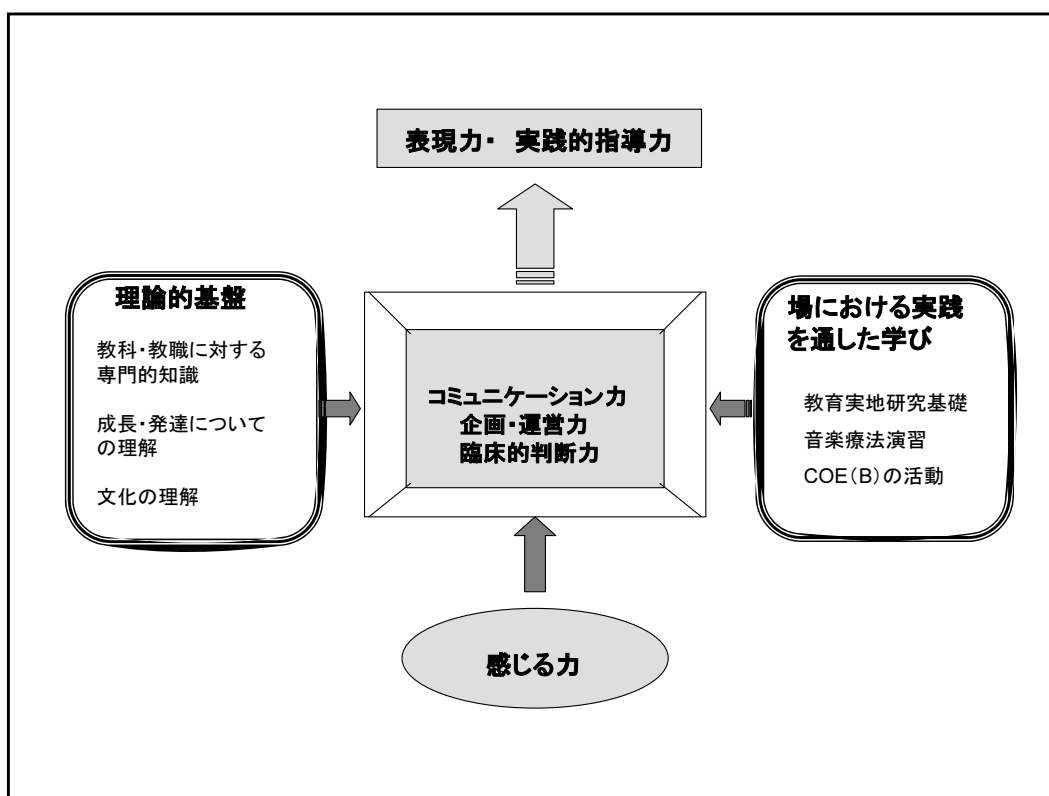 表現力・ 実践的指導力
理論的基盤
教科・教職に対する
専門的知識
成長・発達についての
の理解
文化の理解
コミュニケーション力
企画・運営力
臨床的判断力
場における実践
を通した学び
教育実地研究基礎
音楽療法演習
COE(B)の活動
感じる力